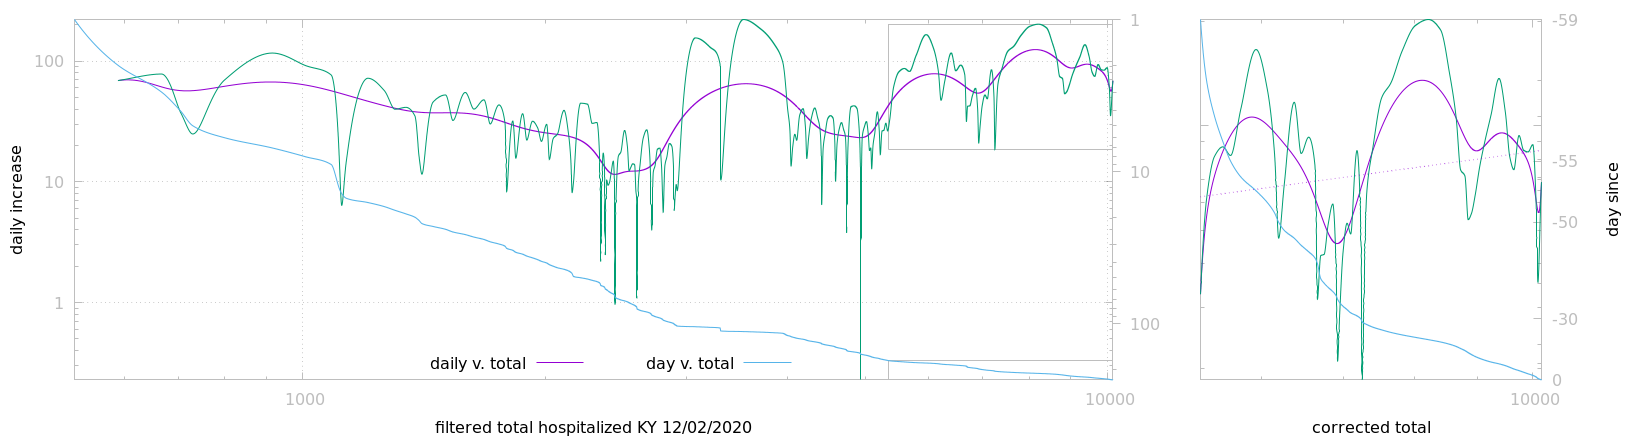 100
10
1
daily increase
1000
10000
1
10
100
daily v. total
day v. total
filtered total hospitalized KY 12/02/2020
-59
-55
-50
-30
0
day since
10000
corrected total